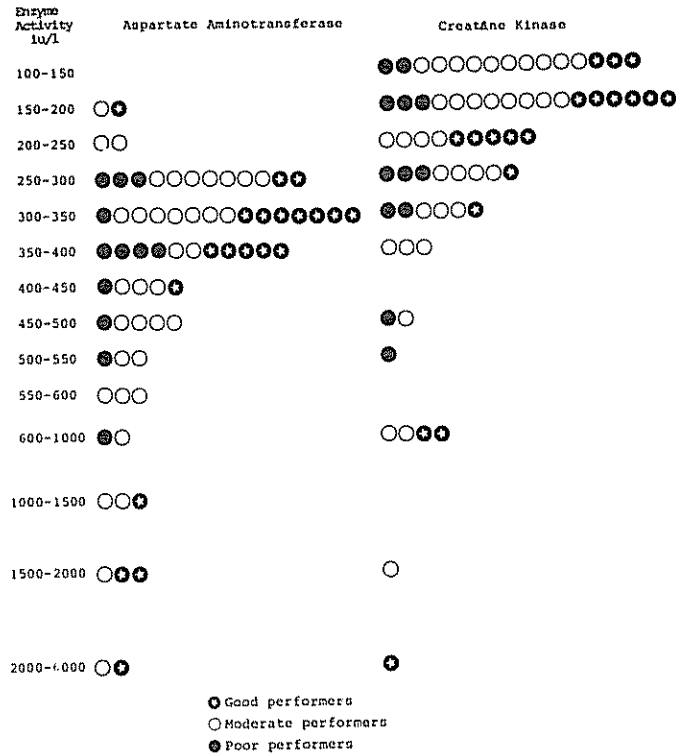 Enzyme
Activity
iu/l
Aspartate Aminotransferase
Creatine Kinase
100-150
150-200
200-250
250-300
300-350
350-400
400-450
450-500
500-550
550-600
600-1000
1000-1500
1500-2000
2000-6000
Good performers
Moderate performers
Poor performers